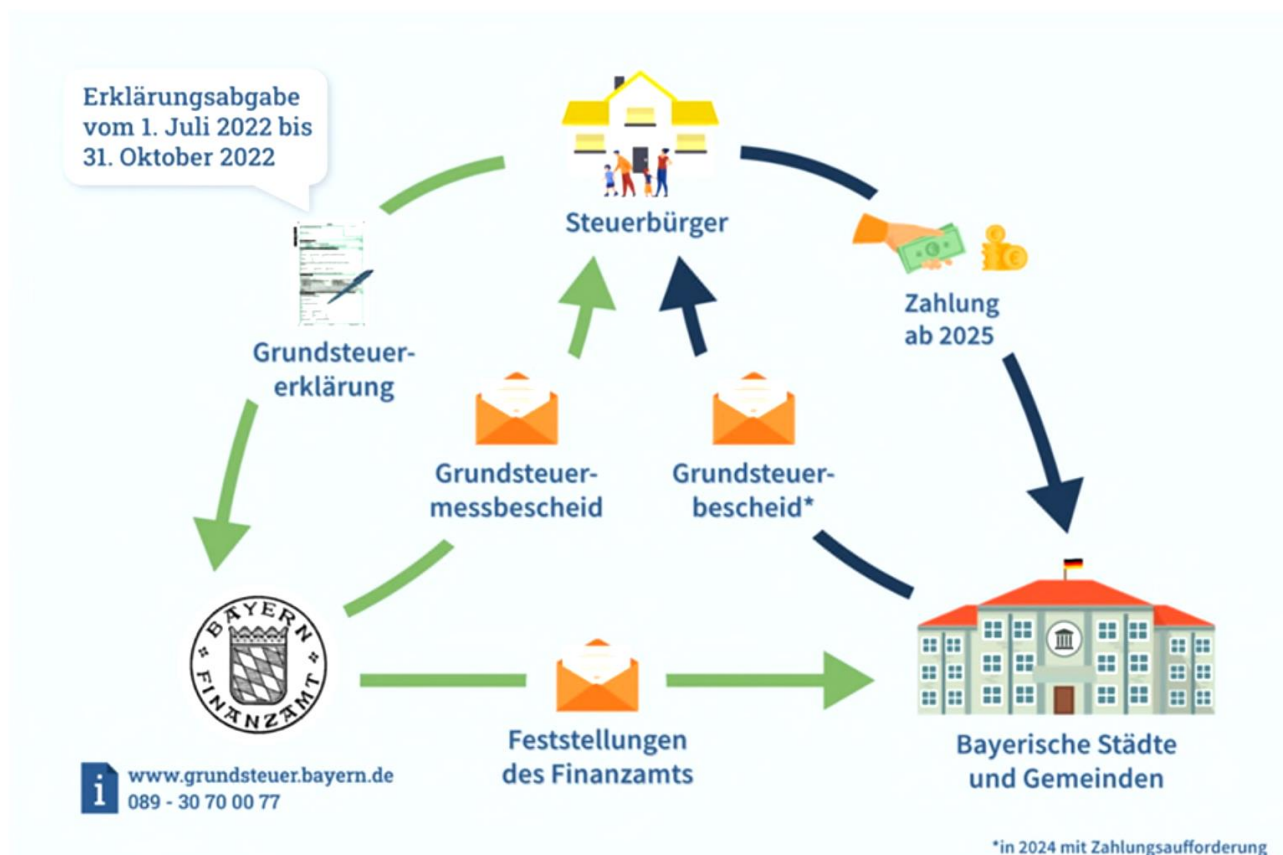 Erklärungsabgabe
vom 1. Juli 2022 bis
31. Oktober 2022
Steuerbürger
Grundsteuer-
erklärung
Zahlung
ab 2025
Grundsteuer-
messbescheid
Grundsteuer-
bescheid*
BAYERN
FINANZAMT
Feststellungen
des Finanzamts
Bayerische Städte
und Gemeinden
i
www.grundsteuer.bayern.de
089 - 30 70 00 77
*in 2024 mit Zahlungsaufforderung